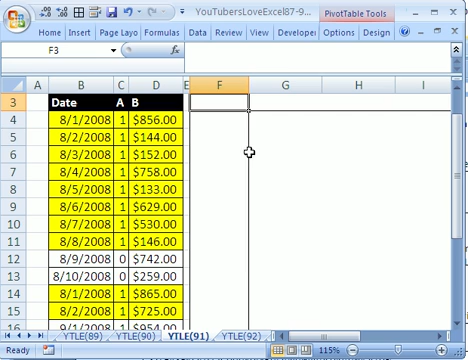 YouTubersLoveExcel87-9... PivotTable Tools
Home Insert Page Layo Formulas Data Review View Developer Options Design
F3 fx
A B C D E F G H I
3 Date A B
4 8/1/2008 1 $856.00
5 8/2/2008 1 $144.00
6 8/3/2008 1 $152.00
7 8/4/2008 1 $758.00
8 8/5/2008 1 $133.00
9 8/6/2008 1 $629.00
10 8/7/2008 1 $530.00
11 8/8/2008 1 $146.00
12 8/9/2008 0 $742.00
13 8/10/2008 0 $259.00
14 8/1/2008 1 $865.00
15 8/2/2008 1 $725.00
16 9/1/2008 1 $954.00
YTLE(89) YTLE(90) YTLE(91) YTLE(92)
Ready 115%